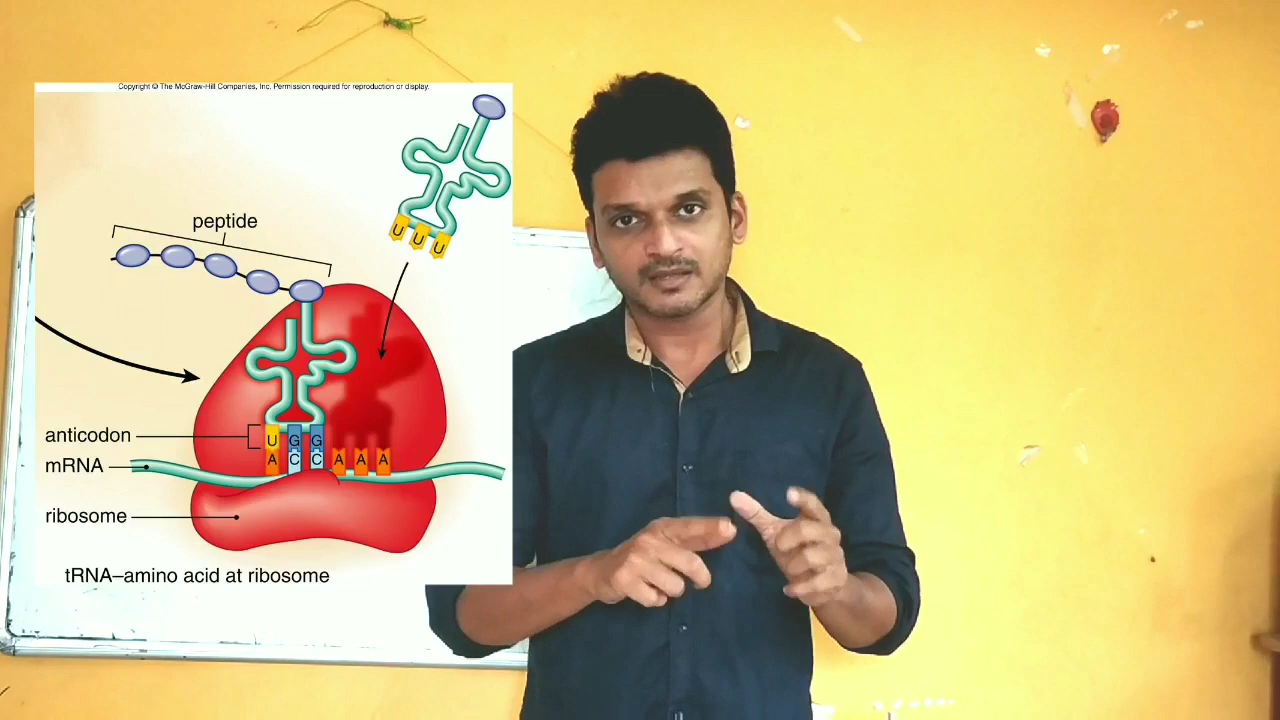 Copyright © The McGraw-Hill Companies, Inc. Permission required for reproduction or display.
U U U
peptide
anticodon
U G G
A C C A A A
mRNA
ribosome
tRNA–amino acid at ribosome